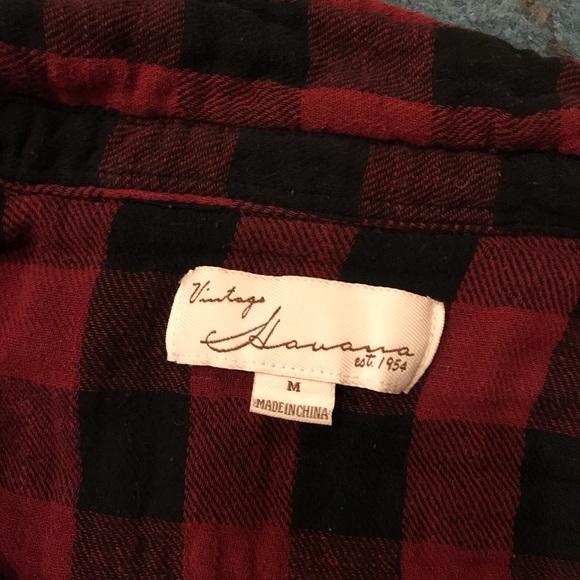 Vintage
Havana
est. 1954
M
MADE IN CHINA